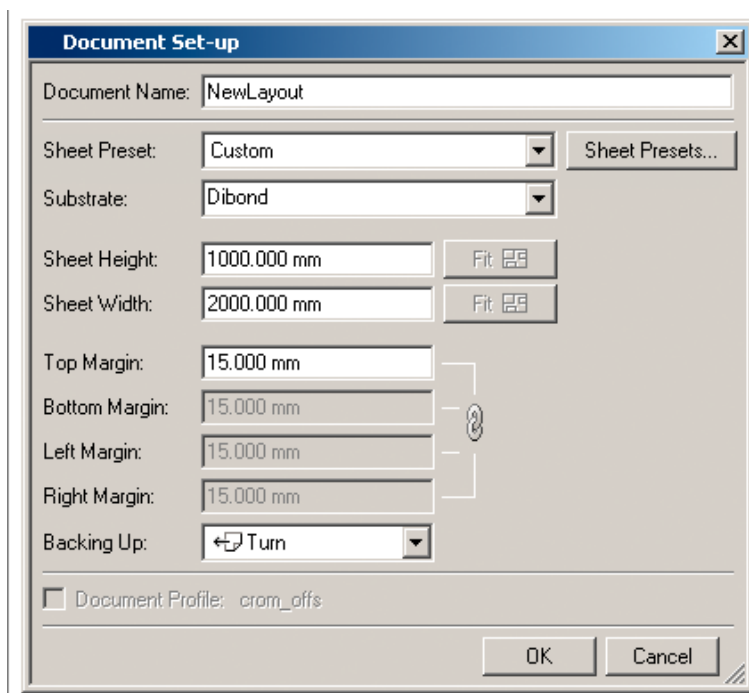 Document Set-up
Document Name: NewLayout
Sheet Preset: Custom Sheet Presets...
Substrate: Dibond
Sheet Height: 1000.000 mm Fit
Sheet Width: 2000.000 mm Fit
Top Margin: 15.000 mm
Bottom Margin: 15.000 mm
Left Margin: 15.000 mm
Right Margin: 15.000 mm
Backing Up: Turn
Document Profile: crom_offs
OK Cancel